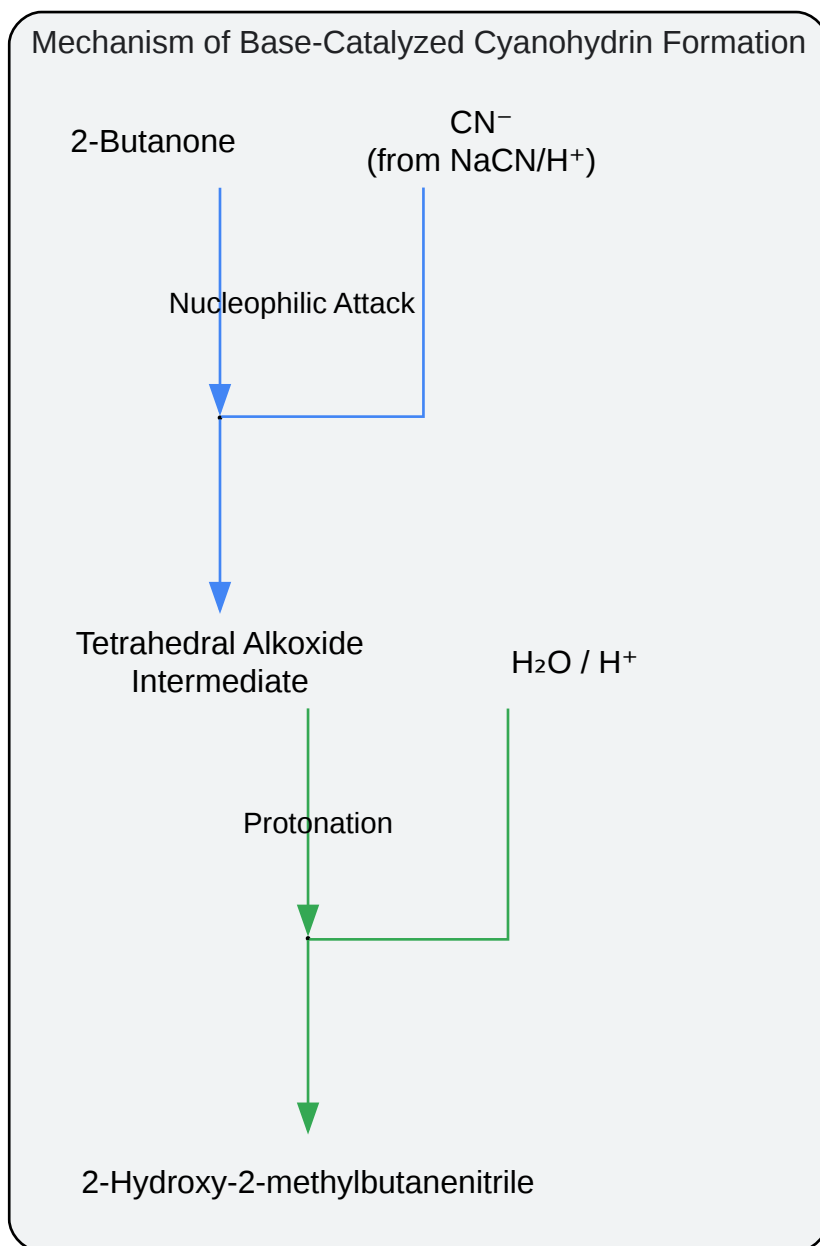 Mechanism of Base-Catalyzed Cyanohydrin Formation
2-Butanone
CN⁻
(from NaCN/H⁺)
Nucleophilic Attack
Tetrahedral Alkoxide
Intermediate
H₂O / H⁺
Protonation
2-Hydroxy-2-methylbutanenitrile